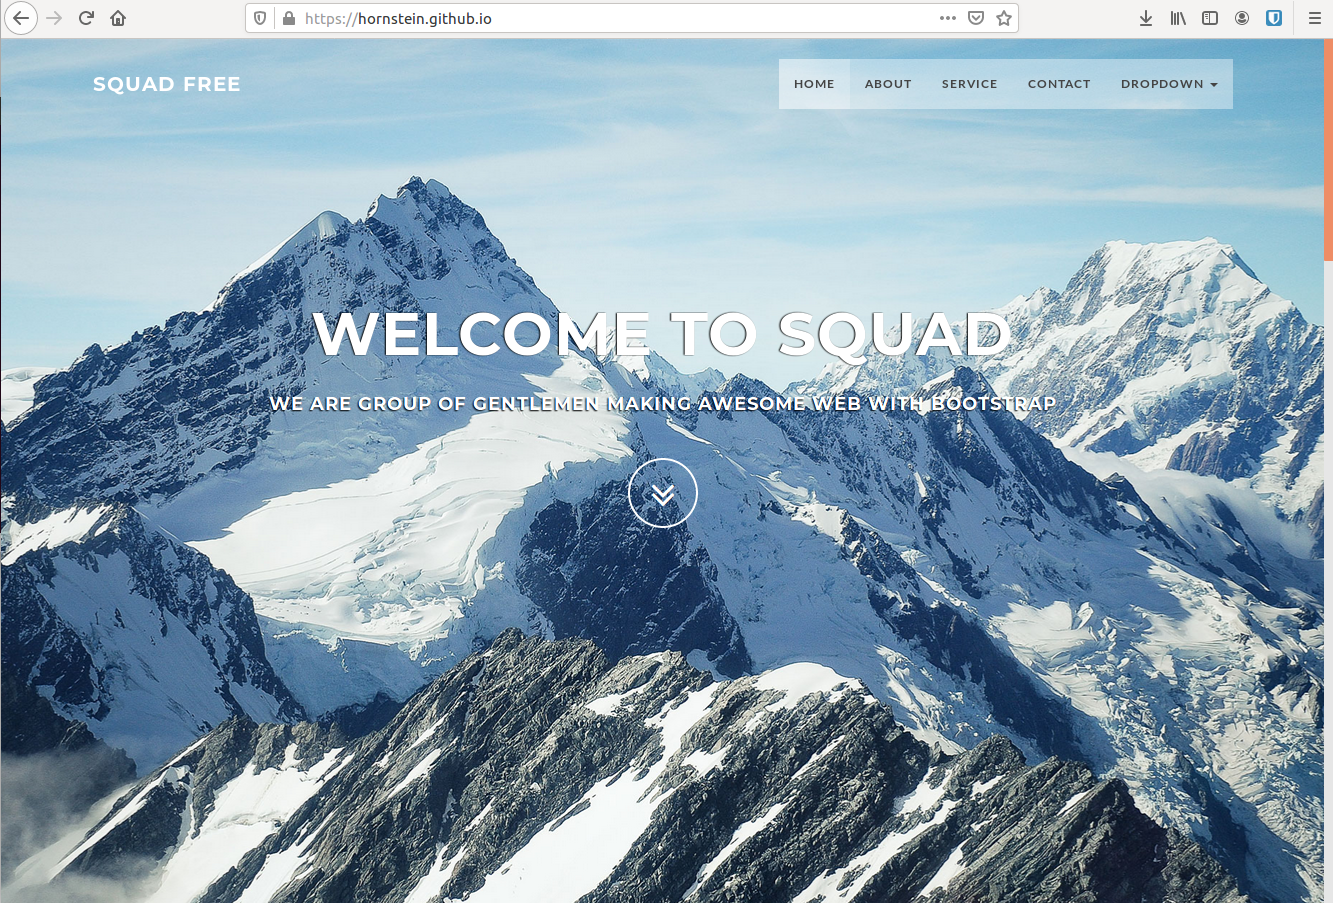 https://hornstein.github.io
SQUAD FREE
HOME ABOUT SERVICE CONTACT DROPDOWN
WELCOME TO SQUAD
WE ARE GROUP OF GENTLEMEN MAKING AWESOME WEB WITH BOOTSTRAP